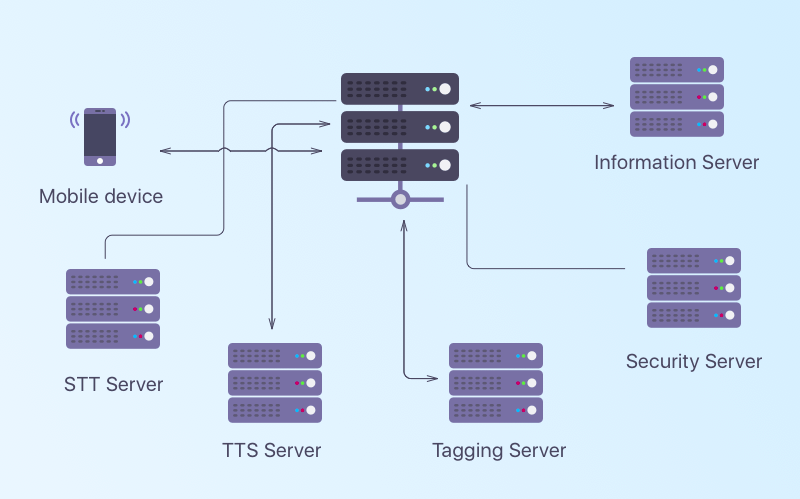 Information Server
Mobile device
Security Server
STT Server
TTS Server
Tagging Server